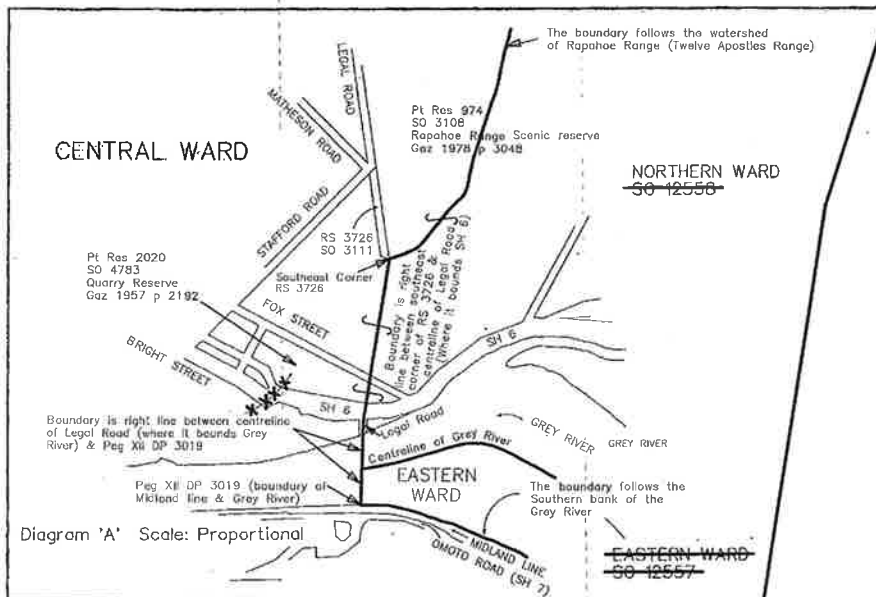 The boundary follows the watershed
of Rapahoe Range (Twelve Apostles Range)
LEGAL ROAD
MATHESON ROAD
Pt Res 974
SO 3108
Rapahoe Range Scenic reserve
Gaz 1978 p 3048
CENTRAL WARD
NORTHERN WARD
SO 12558
STAFFORD ROAD
RS 3726
SO 3111
Pt Res 2020
SO 4783
Quarry Reserve
Gaz 1957 p 2192
Southeast Corner
RS 3726
Boundary is right
line between southeast
corner of RS 3726 &
centreline of Legal Road
(Where it bounds SH 6)
FOX STREET
SH 6
BRIGHT STREET
SH 6
Legal Road
Boundary is right line between centreline
of Legal Road (where it bounds Grey
River) & Peg XII DP 3019
Centreline of Grey River
GREY RIVER
GREY RIVER
EASTERN
WARD
Peg XII DP 3019 (boundary of
Midland line & Grey River)
The boundary follows the
Southern bank of the
Grey River
Diagram 'A' Scale: Proportional
MIDLAND LINE
OMOTO ROAD (SH 7)
EASTERN WARD
SO 12557